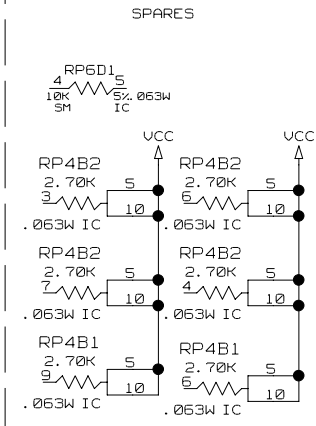 SPARES
RP6D1
4 5
10K 5%.063W
SM IC
VCC VCC
RP4B2 RP4B2
2.70K 5 2.70K 5
3 10 6 10
.063W IC .063W IC
RP4B2 RP4B2
2.70K 5 2.70K 5
7 10 4 10
.063W IC .063W IC
RP4B1 RP4B1
2.70K 5 2.70K 5
9 10 6 10
.063W IC .063W IC